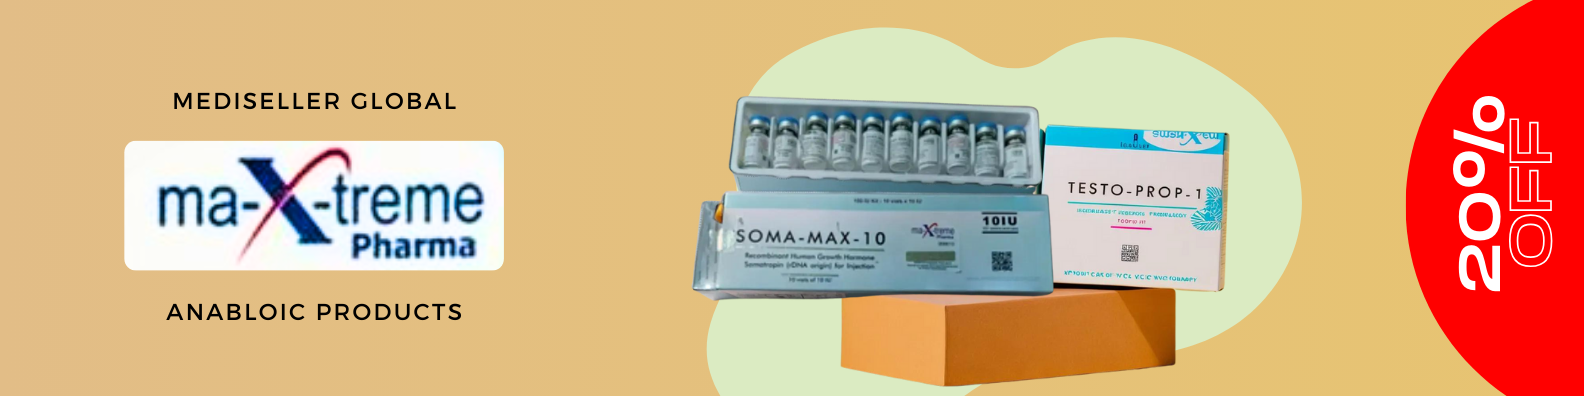 MEDISELLER GLOBAL
ma-X-treme
Pharma
ANABLOIC PRODUCTS
SOMA-MAX-10
Recombinant Human Growth Hormone
Somatropin (rDNA origin) for Injection
10 vials of 10 IU
ma-X-treme
Pharma
10IU
TESTO-PROP-1
20%
OFF